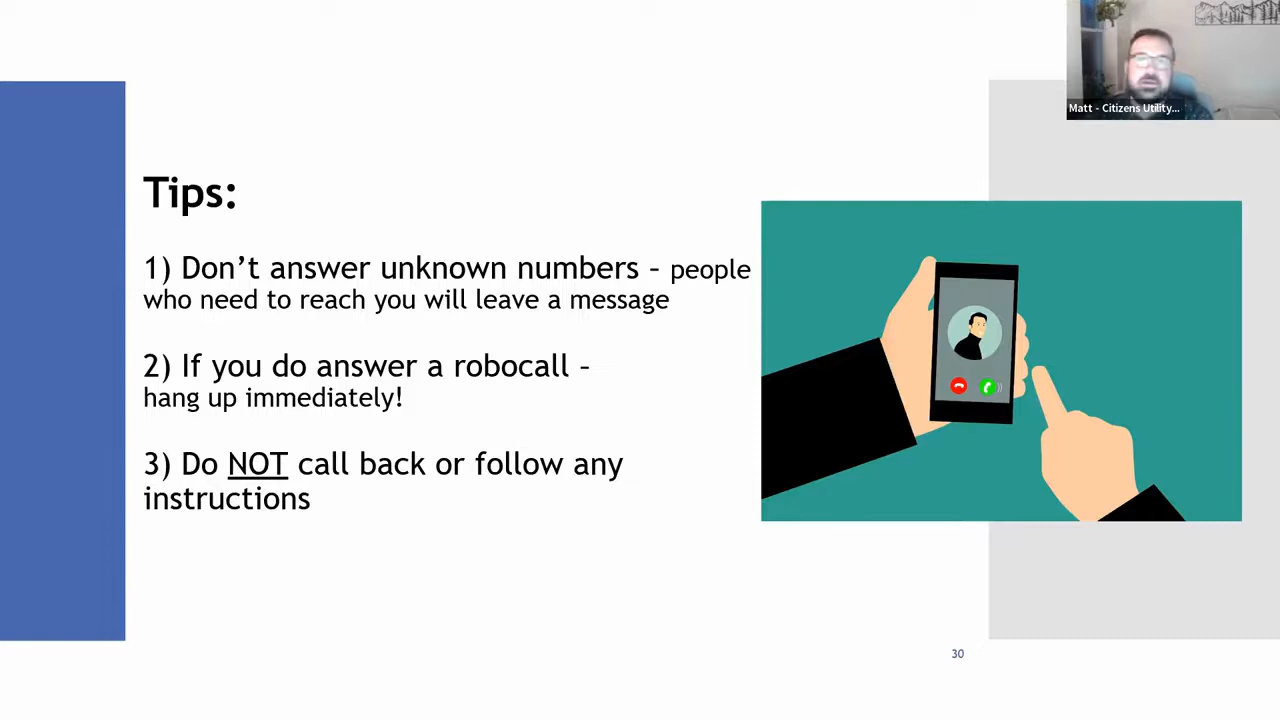 Matt - Citizens Utility...
Tips:
1) Don't answer unknown numbers – people
who need to reach you will leave a message
2) If you do answer a robocall –
hang up immediately!
3) Do NOT call back or follow any
instructions
30